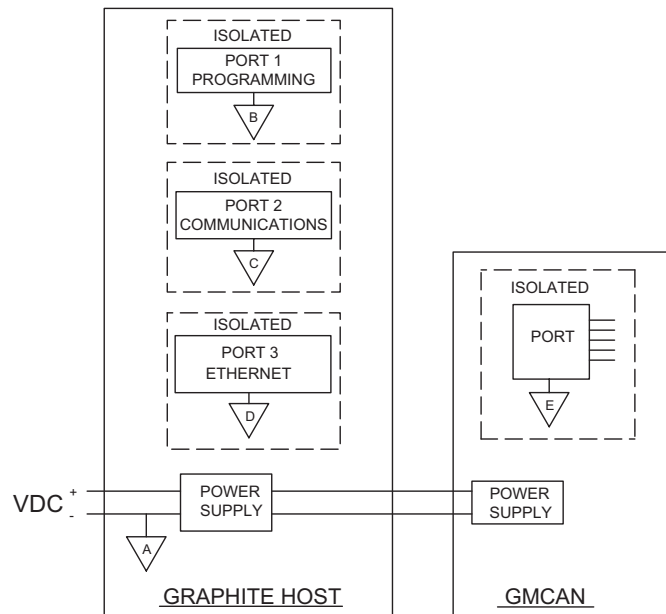 ISOLATED
PORT 1
PROGRAMMING
B
ISOLATED
PORT 2
COMMUNICATIONS
C
ISOLATED
PORT 3
ETHERNET
D
VDC + -
POWER
SUPPLY
A
GRAPHITE HOST
ISOLATED
PORT
E
POWER
SUPPLY
GMCAN